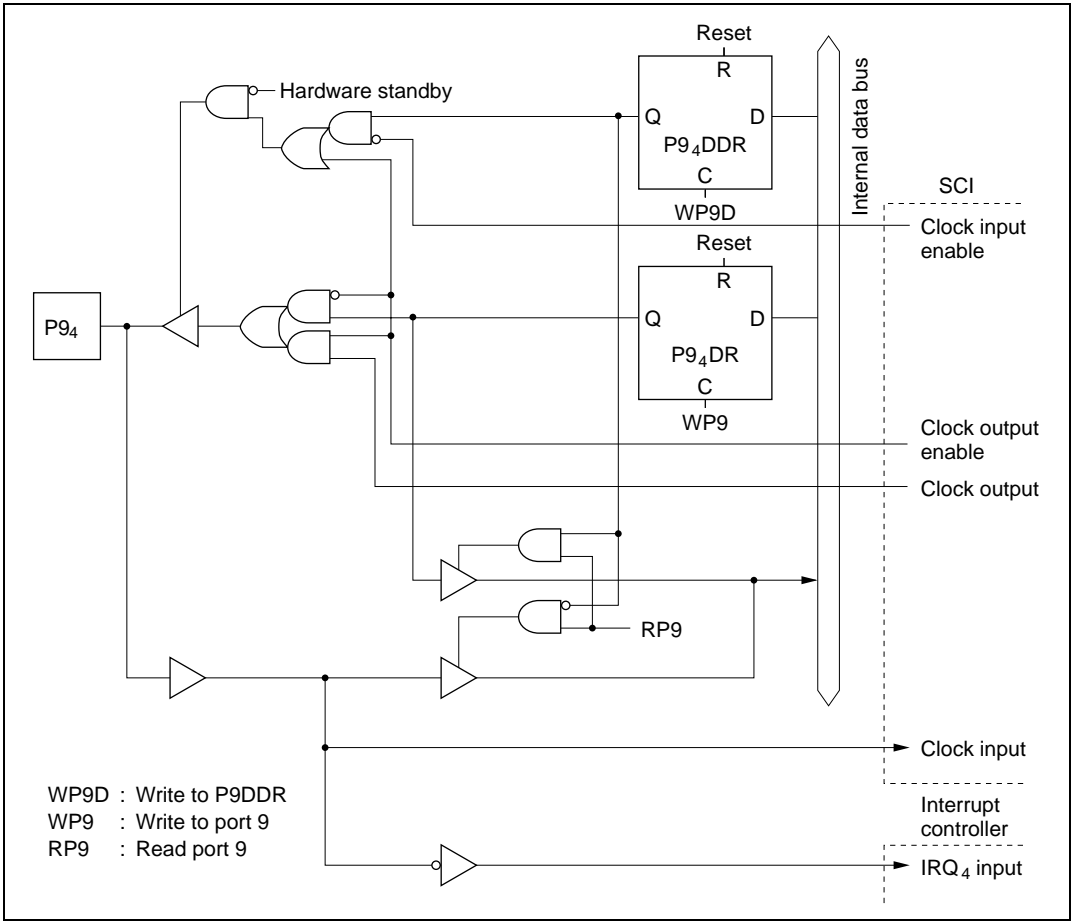 Reset
R
Hardware standby
Q
D
P9₄DDR
C
WP9D
Internal data bus
SCI
Clock input
enable
Reset
R
P9₄
Q
D
P9₄DR
C
WP9
Clock output
enable
Clock output
RP9
Clock input
WP9D : Write to P9DDR
WP9 : Write to port 9
RP9 : Read port 9
Interrupt
controller
IRQ₄ input